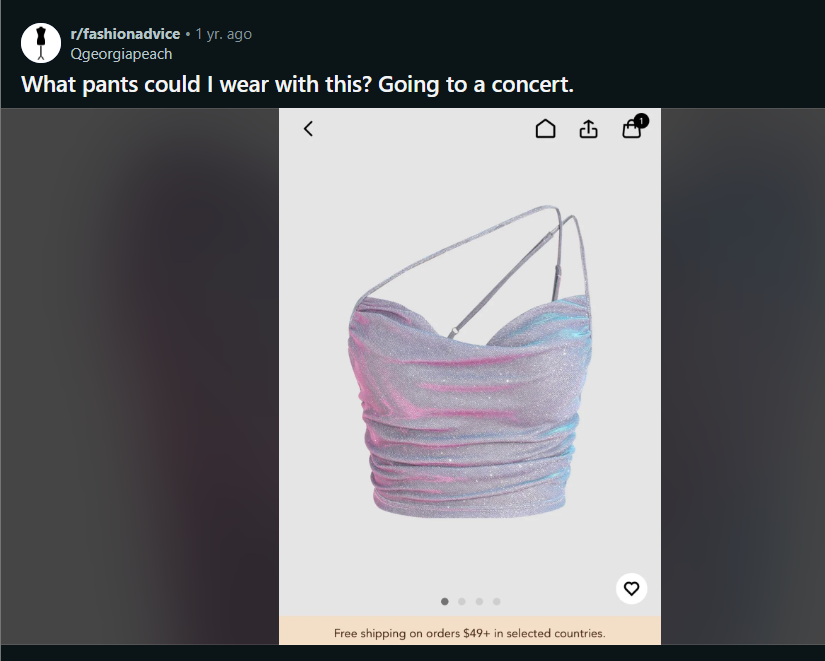 r/fashionadvice • 1 yr. ago
Qgeorgiapeach
What pants could I wear with this? Going to a concert.
1
Free shipping on orders $49+ in selected countries.